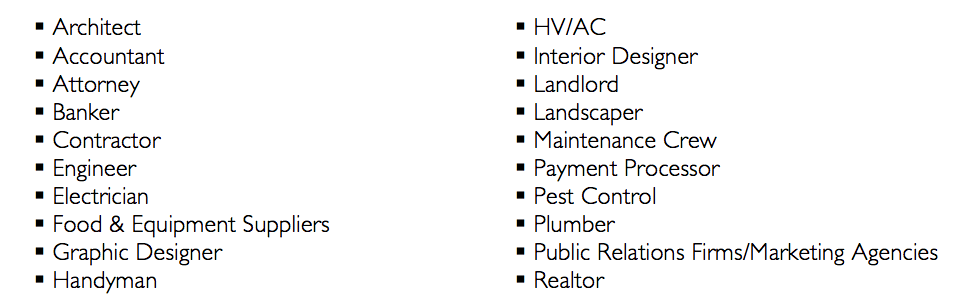 ▪ Architect
▪ Accountant
▪ Attorney
▪ Banker
▪ Contractor
▪ Engineer
▪ Electrician
▪ Food & Equipment Suppliers
▪ Graphic Designer
▪ Handyman
▪ HV/AC
▪ Interior Designer
▪ Landlord
▪ Landscaper
▪ Maintenance Crew
▪ Payment Processor
▪ Pest Control
▪ Plumber
▪ Public Relations Firms/Marketing Agencies
▪ Realtor